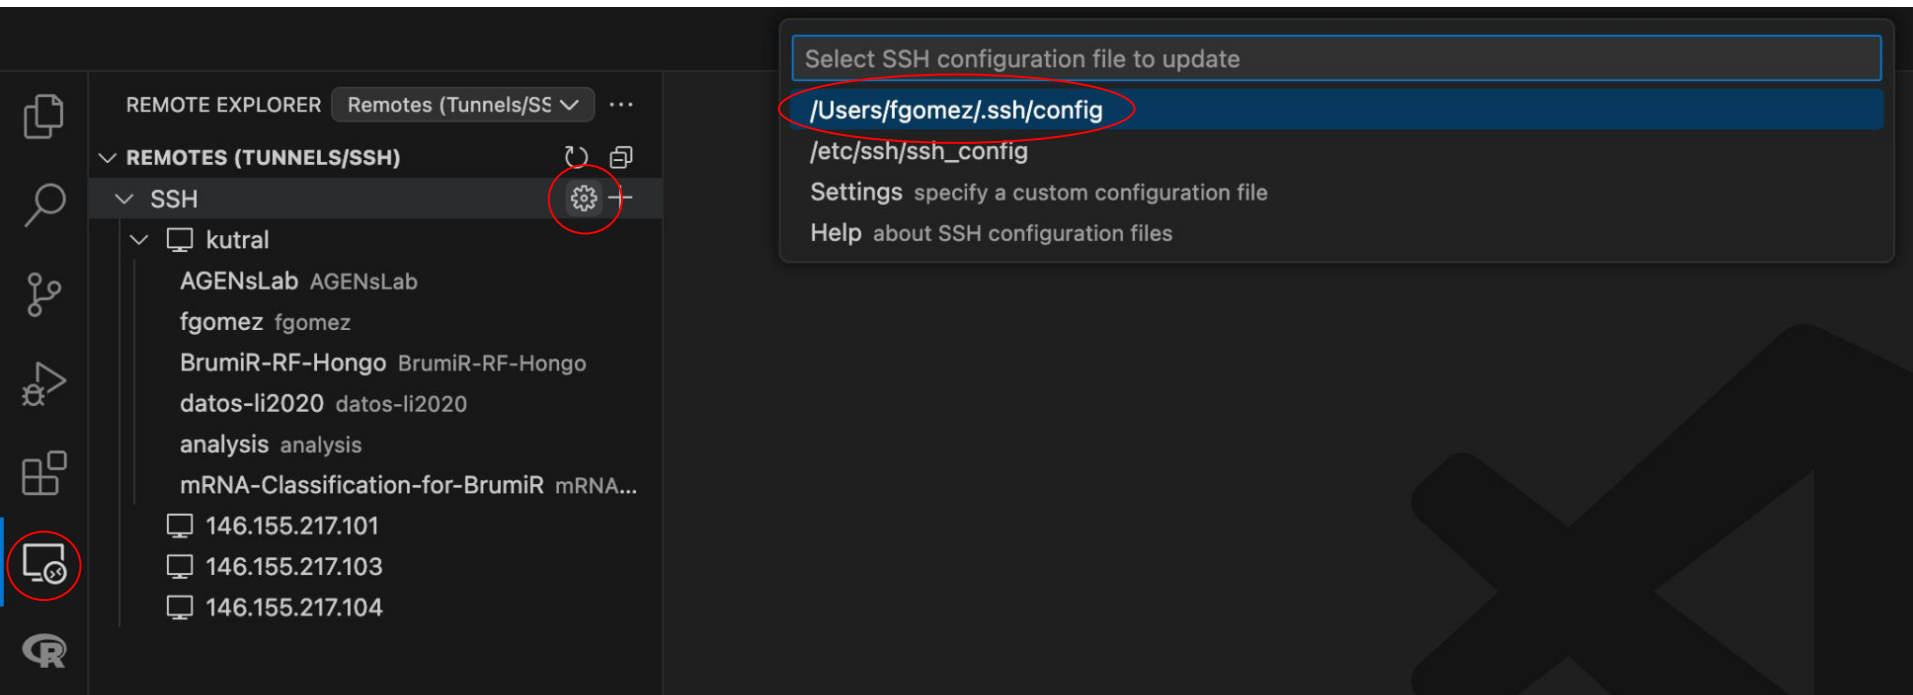 Select SSH configuration file to update
/Users/fgomez/.ssh/config
/etc/ssh/ssh_config
Settings specify a custom configuration file
Help about SSH configuration files
REMOTE EXPLORER Remotes (Tunnels/SS ...
REMOTES (TUNNELS/SSH)
SSH
kutral
AGENsLab AGENsLab
fgomez fgomez
BrumiR-RF-Hongo BrumiR-RF-Hongo
datos-li2020 datos-li2020
analysis analysis
mRNA-Classification-for-BrumiR mRNA...
146.155.217.101
146.155.217.103
146.155.217.104
R